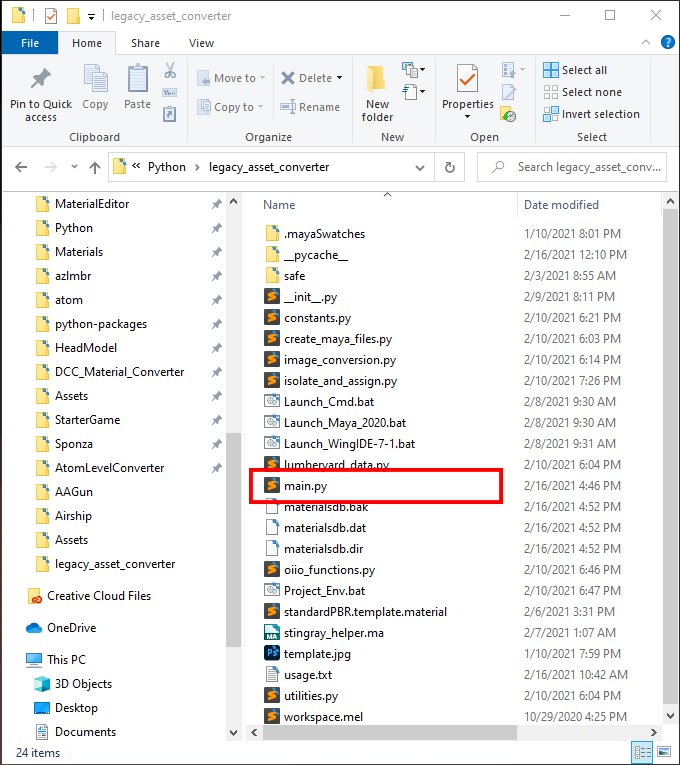 legacy_asset_converter
File Home Share View
Pin to Quick access
Copy
Paste
Move to
Copy to
Delete
Rename
New folder
Properties
Select all
Select none
Invert selection
Clipboard Organize New Open Select
« Python › legacy_asset_converter
Search legacy_asset_conv...
MaterialEditor
Python
Materials
azlmbr
atom
python-packages
HeadModel
DCC_Material_Converter
Assets
StarterGame
Sponza
AtomLevelConverter
AAGun
Airship
Assets
legacy_asset_converter
Creative Cloud Files
OneDrive
This PC
3D Objects
Desktop
Documents
Name Date modified
.mayaSwatches 1/10/2021 8:01 PM
__pycache__ 2/16/2021 12:10 PM
safe 2/3/2021 8:55 AM
__init__.py 2/9/2021 8:11 PM
constants.py 2/10/2021 6:21 PM
create_maya_files.py 2/10/2021 6:03 PM
image_conversion.py 2/10/2021 6:14 PM
isolate_and_assign.py 2/10/2021 7:26 PM
Launch_Cmd.bat 2/8/2021 9:30 AM
Launch_Maya_2020.bat 2/8/2021 9:30 AM
Launch_WingIDE-7-1.bat 2/8/2021 9:31 AM
lumberyard_data.py 2/10/2021 6:04 PM
main.py 2/16/2021 4:46 PM
materialsdb.bak 2/16/2021 4:52 PM
materialsdb.dat 2/16/2021 4:52 PM
materialsdb.dir 2/16/2021 4:52 PM
oiio_functions.py 2/10/2021 6:46 PM
Project_Env.bat 2/10/2021 6:47 PM
standardPBR.template.material 2/6/2021 3:31 PM
stingray_helper.ma 2/7/2021 1:07 AM
template.jpg 1/10/2021 7:59 PM
usage.txt 2/16/2021 10:42 AM
utilities.py 2/10/2021 6:04 PM
workspace.mel 10/29/2020 4:25 PM
24 items